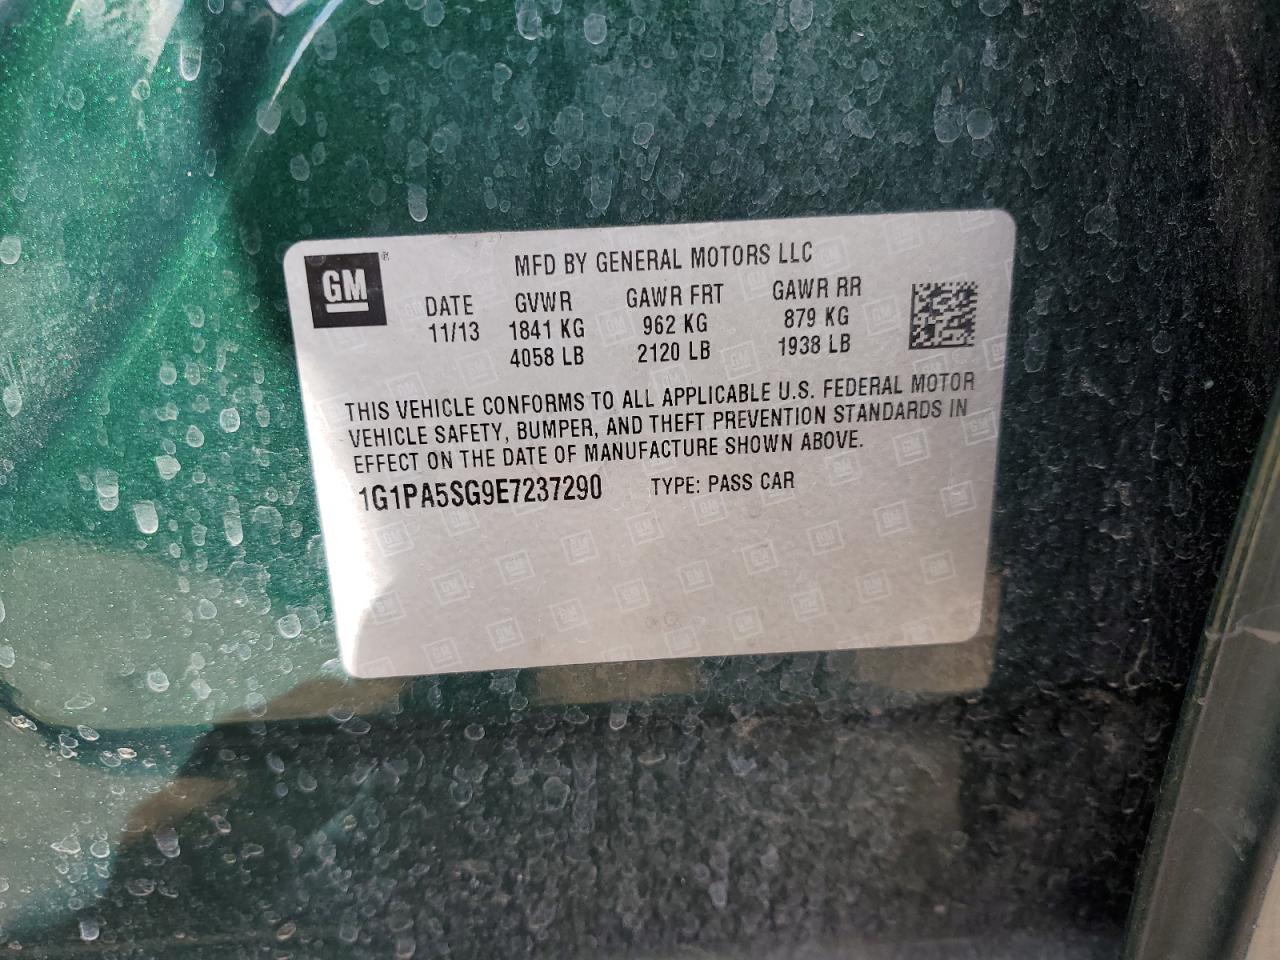 GM
MFD BY GENERAL MOTORS LLC
DATE GVWR GAWR FRT GAWR RR
11/13 1841 KG 962 KG 879 KG
4058 LB 2120 LB 1938 LB
THIS VEHICLE CONFORMS TO ALL APPLICABLE U.S. FEDERAL MOTOR
VEHICLE SAFETY, BUMPER, AND THEFT PREVENTION STANDARDS IN
EFFECT ON THE DATE OF MANUFACTURE SHOWN ABOVE.
1G1PA5SG9E7237290 TYPE: PASS CAR